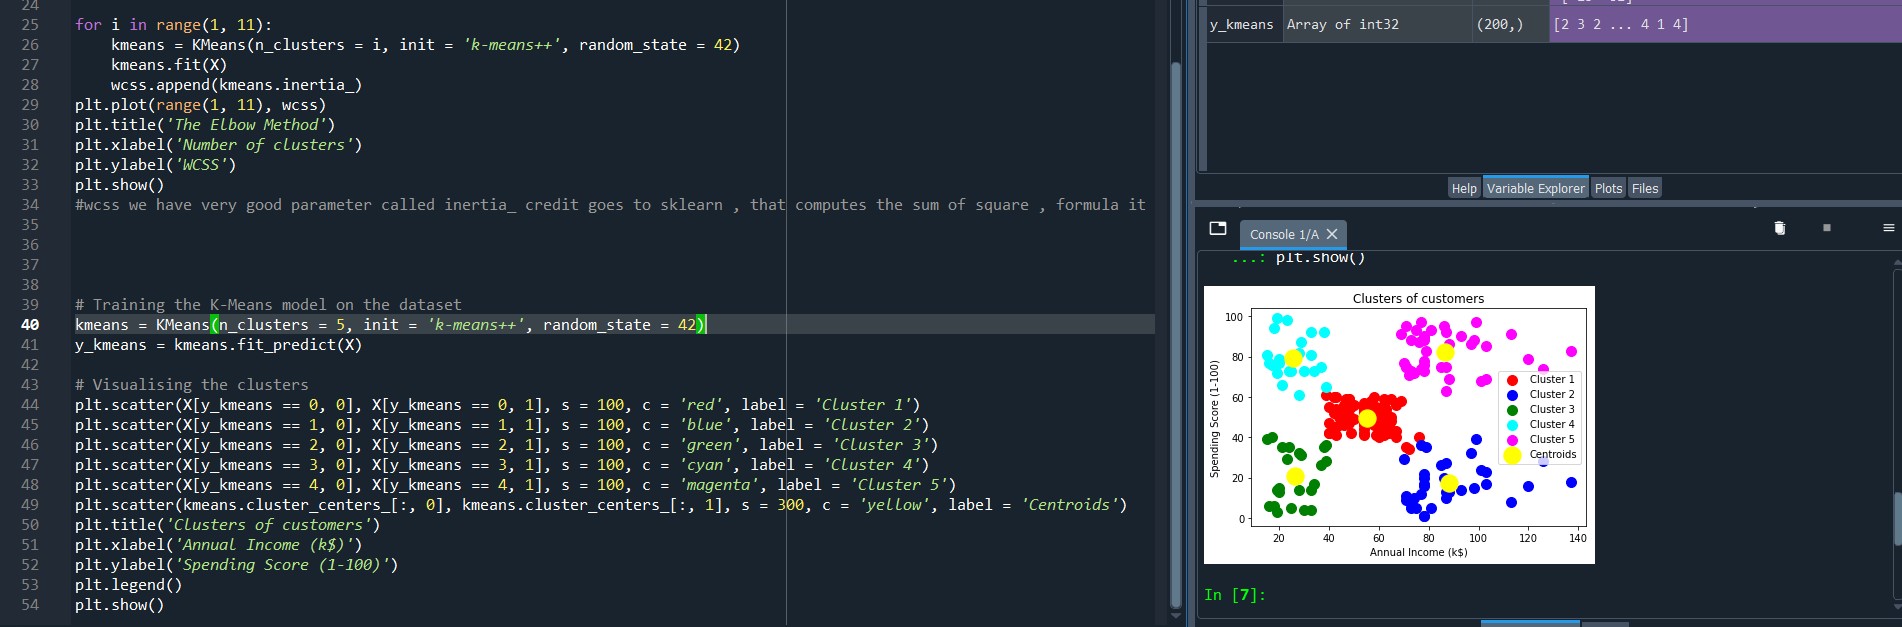 24
25 for i in range(1, 11):
26 kmeans = KMeans(n_clusters = i, init = 'k-means++', random_state = 42)
27 kmeans.fit(X)
28 wcss.append(kmeans.inertia_)
29 plt.plot(range(1, 11), wcss)
30 plt.title('The Elbow Method')
31 plt.xlabel('Number of clusters')
32 plt.ylabel('WCSS')
33 plt.show()
34 #wcss we have very good parameter called inertia_ credit goes to sklearn , that computes the sum of square , formula it
35
36
37
38
39 # Training the K-Means model on the dataset
40 kmeans = KMeans(n_clusters = 5, init = 'k-means++', random_state = 42)
41 y_kmeans = kmeans.fit_predict(X)
42
43 # Visualising the clusters
44 plt.scatter(X[y_kmeans == 0, 0], X[y_kmeans == 0, 1], s = 100, c = 'red', label = 'Cluster 1')
45 plt.scatter(X[y_kmeans == 1, 0], X[y_kmeans == 1, 1], s = 100, c = 'blue', label = 'Cluster 2')
46 plt.scatter(X[y_kmeans == 2, 0], X[y_kmeans == 2, 1], s = 100, c = 'green', label = 'Cluster 3')
47 plt.scatter(X[y_kmeans == 3, 0], X[y_kmeans == 3, 1], s = 100, c = 'cyan', label = 'Cluster 4')
48 plt.scatter(X[y_kmeans == 4, 0], X[y_kmeans == 4, 1], s = 100, c = 'magenta', label = 'Cluster 5')
49 plt.scatter(kmeans.cluster_centers_[:, 0], kmeans.cluster_centers_[:, 1], s = 300, c = 'yellow', label = 'Centroids')
50 plt.title('Clusters of customers')
51 plt.xlabel('Annual Income (k$)')
52 plt.ylabel('Spending Score (1-100)')
53 plt.legend()
54 plt.show()
y_kmeans Array of int32 (200,) [2 3 2 ... 4 1 4]
Help Variable Explorer Plots Files
Console 1/A
...: plt.show()
Clusters of customers
100
80
60
40
20
0
Spending Score (1-100)
Cluster 1
Cluster 2
Cluster 3
Cluster 4
Cluster 5
Centroids
20 40 60 80 100 120 140
Annual Income (k$)
In [7]: